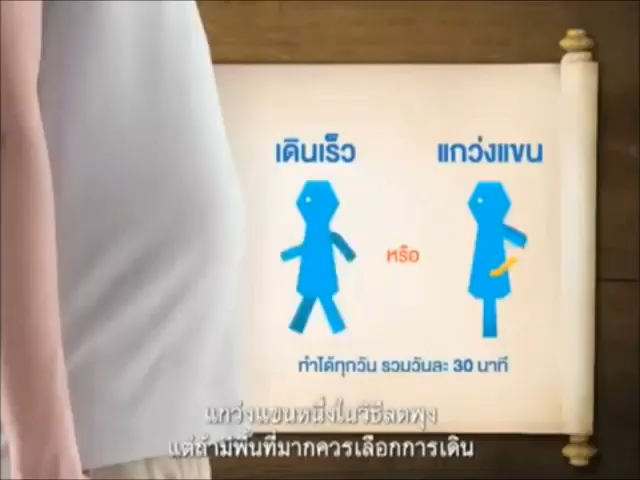 เดินเร็ว
แกว่งแขน
หรือ
ทำได้ทุกวัน รวมวันละ 30 นาที
แกว่งแขนหนึ่งในวิธีลดพุง
แต่ถ้ามีพื้นที่มากควรเลือกการเดิน